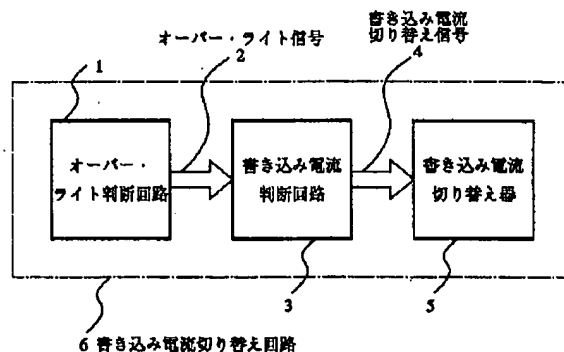 オーバー・ライト信号
2
書き込み電流
切り替え信号
4
1
オーバー・
ライト判断回路
書き込み電流
判断回路
書き込み電流
切り替え器
3
5
6 書き込み電流切り替え回路